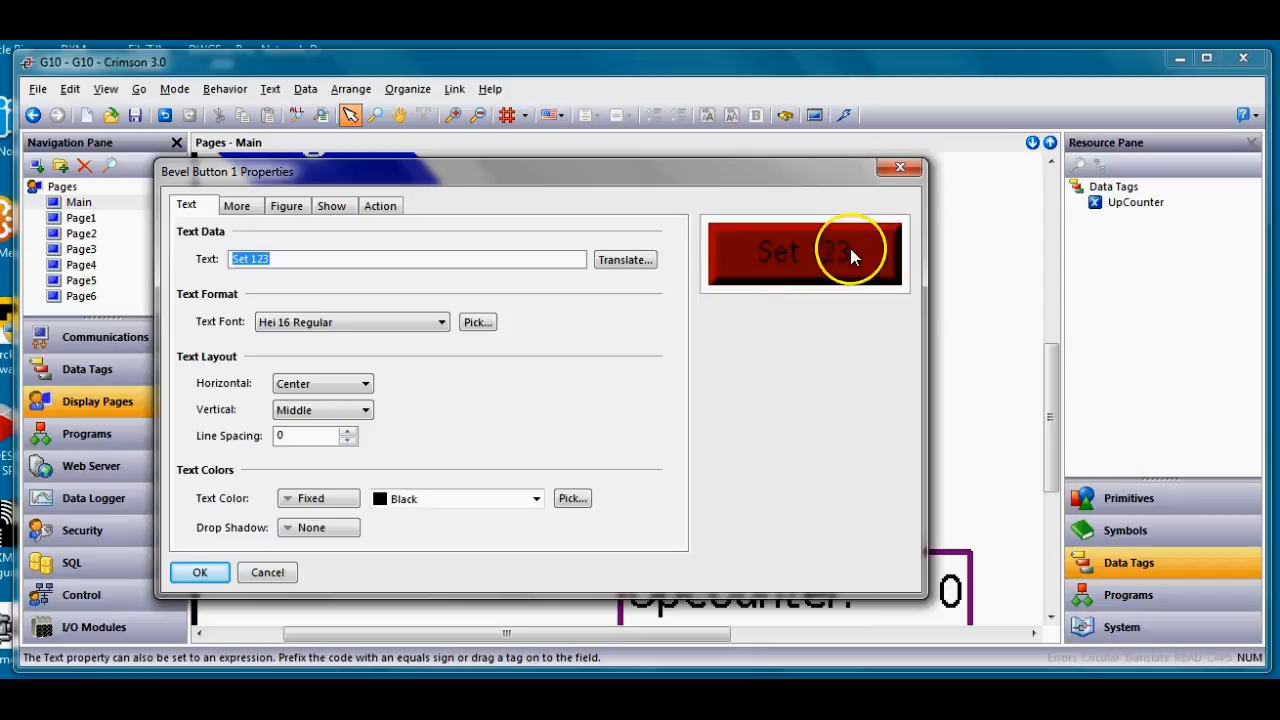 G10 - G10 - Crimson 3.0
File Edit View Go Mode Behavior Text Data Arrange Organize Link Help
Navigation Pane
Pages - Main
Resource Pane
Pages
Main
Page1
Page2
Page3
Page4
Page5
Page6
Communications
Data Tags
Display Pages
Programs
Web Server
Data Logger
Security
SQL
Control
I/O Modules
Bevel Button 1 Properties
Text More Figure Show Action
Text Data
Text: Set 123 Translate...
Text Format
Text Font: Hei 16 Regular Pick...
Text Layout
Horizontal: Center
Vertical: Middle
Line Spacing: 0
Text Colors
Text Color: Fixed Black Pick...
Drop Shadow: None
OK Cancel
Set 123
UpCounter: 0
Data Tags
UpCounter
Primitives
Symbols
Data Tags
Programs
System
The Text property can also be set to an expression. Prefix the code with an equals sign or drag a tag on to the field.
Errors Circular Translate READ NUM